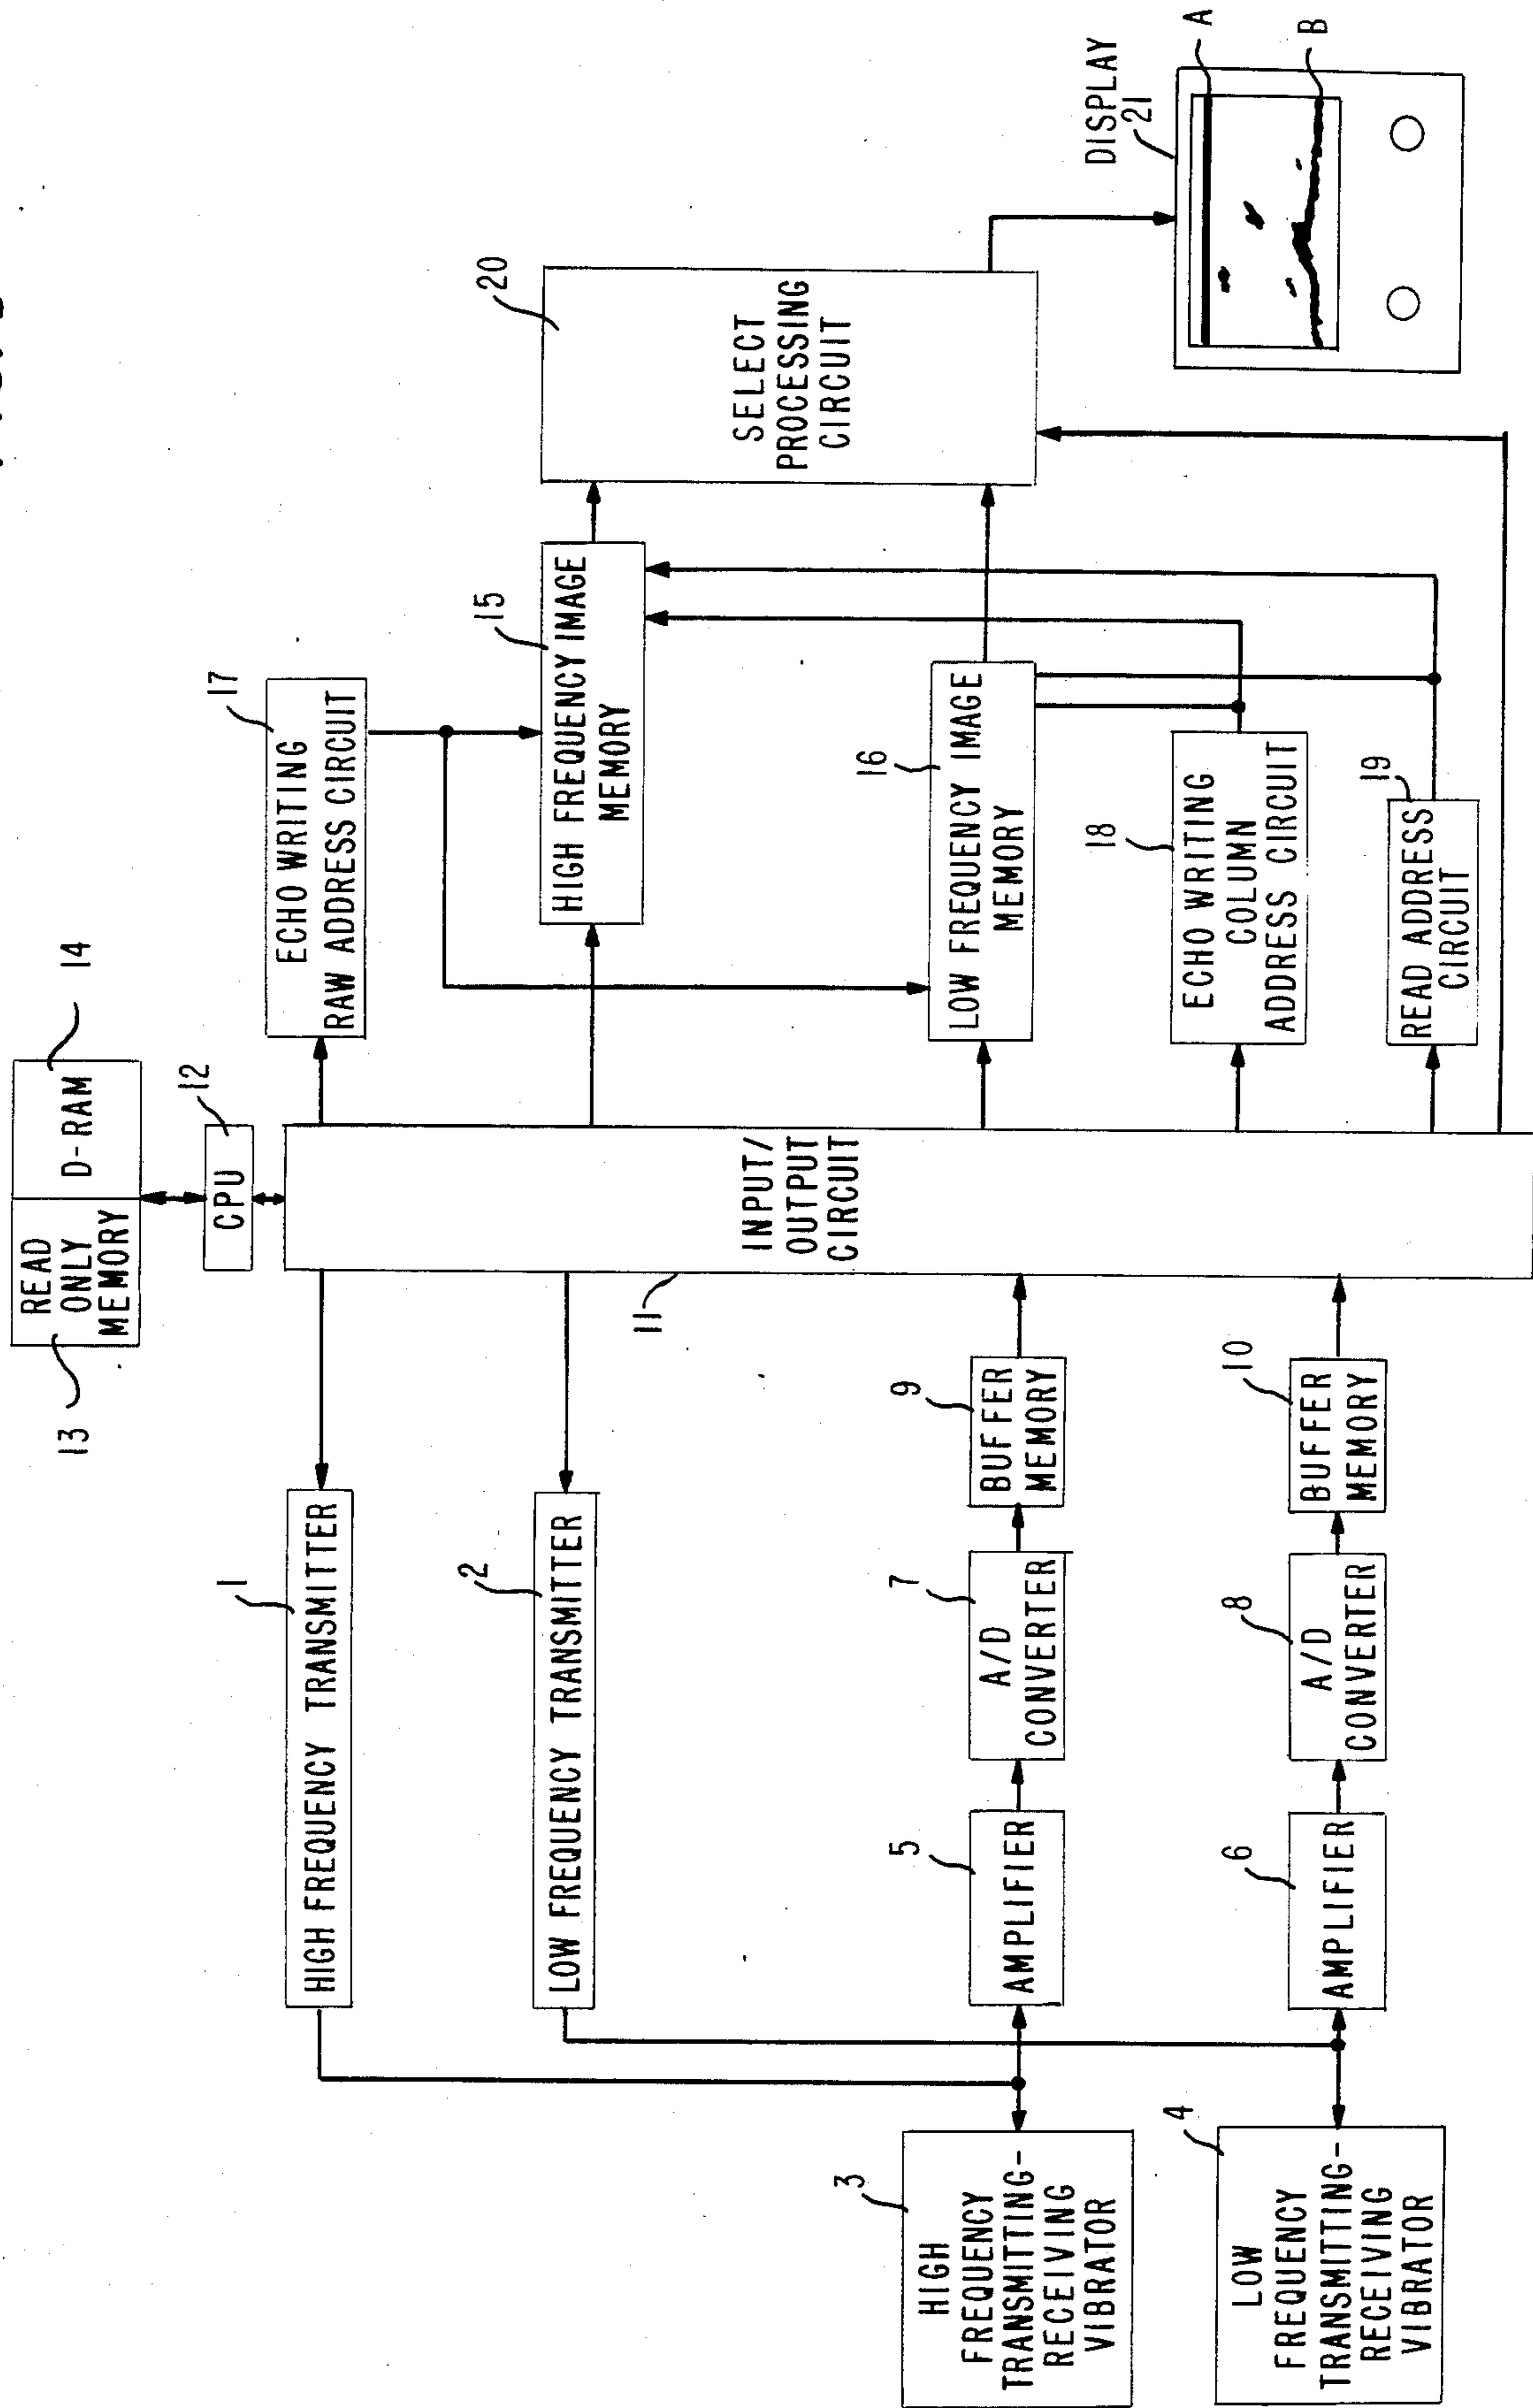 READ
ONLY
MEMORY
13
D-RAM
14
CPU
12
INPUT/
OUTPUT
CIRCUIT
11
1
HIGH FREQUENCY TRANSMITTER
2
LOW FREQUENCY TRANSMITTER
3
HIGH
FREQUENCY
TRANSMITTING-
RECEIVING
VIBRATOR
5
AMPLIFIER
7
A/D
CONVERTER
9
BUFFER
MEMORY
4
LOW
FREQUENCY
TRANSMITTING-
RECEIVING
VIBRATOR
6
AMPLIFIER
8
A/D
CONVERTER
10
BUFFER
MEMORY
17
ECHO WRITING
RAW ADDRESS CIRCUIT
15
HIGH FREQUENCY IMAGE
MEMORY
16
LOW FREQUENCY IMAGE
MEMORY
18
ECHO WRITING
COLUMN
ADDRESS CIRCUIT
19
READ ADDRESS
CIRCUIT
20
SELECT
PROCESSING
CIRCUIT
DISPLAY
21
A
B